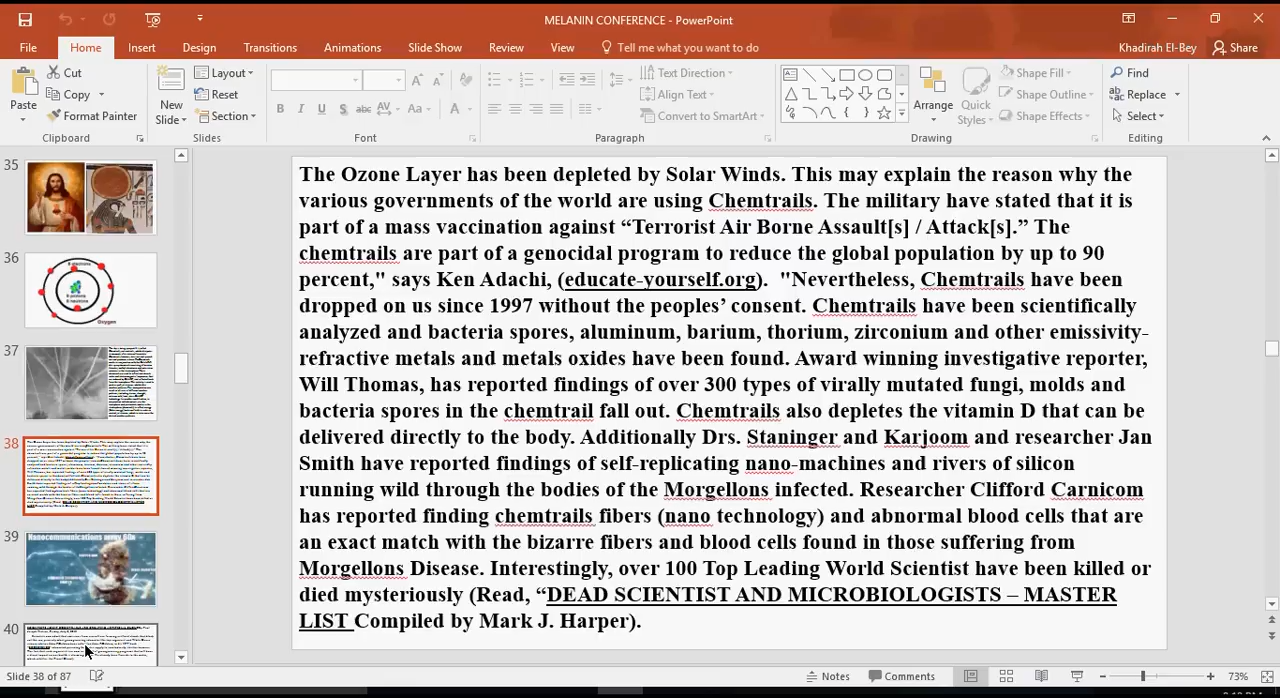 MELANIN CONFERENCE - PowerPoint
File Home Insert Design Transitions Animations Slide Show Review View Tell me what you want to do Khadirah El-Bey Share
Paste Cut Copy Format Painter Clipboard
New Slide Layout Reset Section Slides
B I U S abc AV Aa A Font
Text Direction Align Text Convert to SmartArt Paragraph
Arrange Quick Styles Shape Fill Shape Outline Shape Effects Drawing
Find Replace Select Editing
35
36
Oxygen
37
38
39
Nanocommunications array 60s
40
The Ozone Layer has been depleted by Solar Winds. This may explain the reason why the
various governments of the world are using Chemtrails. The military have stated that it is
part of a mass vaccination against “Terrorist Air Borne Assault[s] / Attack[s].” The
chemtrails are part of a genocidal program to reduce the global population by up to 90
percent," says Ken Adachi, (educate-yourself.org). "Nevertheless, Chemtrails have been
dropped on us since 1997 without the peoples’ consent. Chemtrails have been scientifically
analyzed and bacteria spores, aluminum, barium, thorium, zirconium and other emissivity-
refractive metals and metals oxides have been found. Award winning investigative reporter,
Will Thomas, has reported findings of over 300 types of virally mutated fungi, molds and
bacteria spores in the chemtrail fall out. Chemtrails also depletes the vitamin D that can be
delivered directly to the body. Additionally Drs. Staninger and Karjoom and researcher Jan
Smith have reported findings of self-replicating nano-machines and rivers of silicon
running wild through the bodies of the Morgellons infected. Researcher Clifford Carnicom
has reported finding chemtrails fibers (nano technology) and abnormal blood cells that are
an exact match with the bizarre fibers and blood cells found in those suffering from
Morgellons Disease. Interestingly, over 100 Top Leading World Scientist have been killed or
died mysteriously (Read, “DEAD SCIENTIST AND MICROBIOLOGISTS – MASTER
LIST Compiled by Mark J. Harper).
Slide 38 of 87 Notes Comments 73%